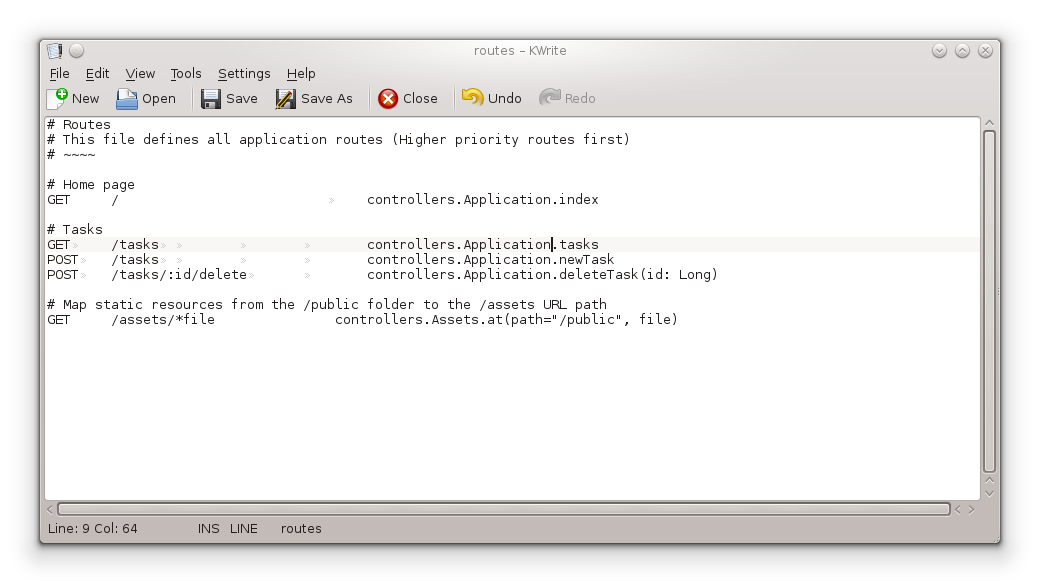 routes – KWrite
File Edit View Tools Settings Help
New Open Save Save As Close Undo Redo
# Routes
# This file defines all application routes (Higher priority routes first)
# ~~~~
# Home page
GET / controllers.Application.index
# Tasks
GET /tasks controllers.Application.tasks
POST /tasks controllers.Application.newTask
POST /tasks/:id/delete controllers.Application.deleteTask(id: Long)
# Map static resources from the /public folder to the /assets URL path
GET /assets/*file controllers.Assets.at(path="/public", file)
Line: 9 Col: 64 INS LINE routes